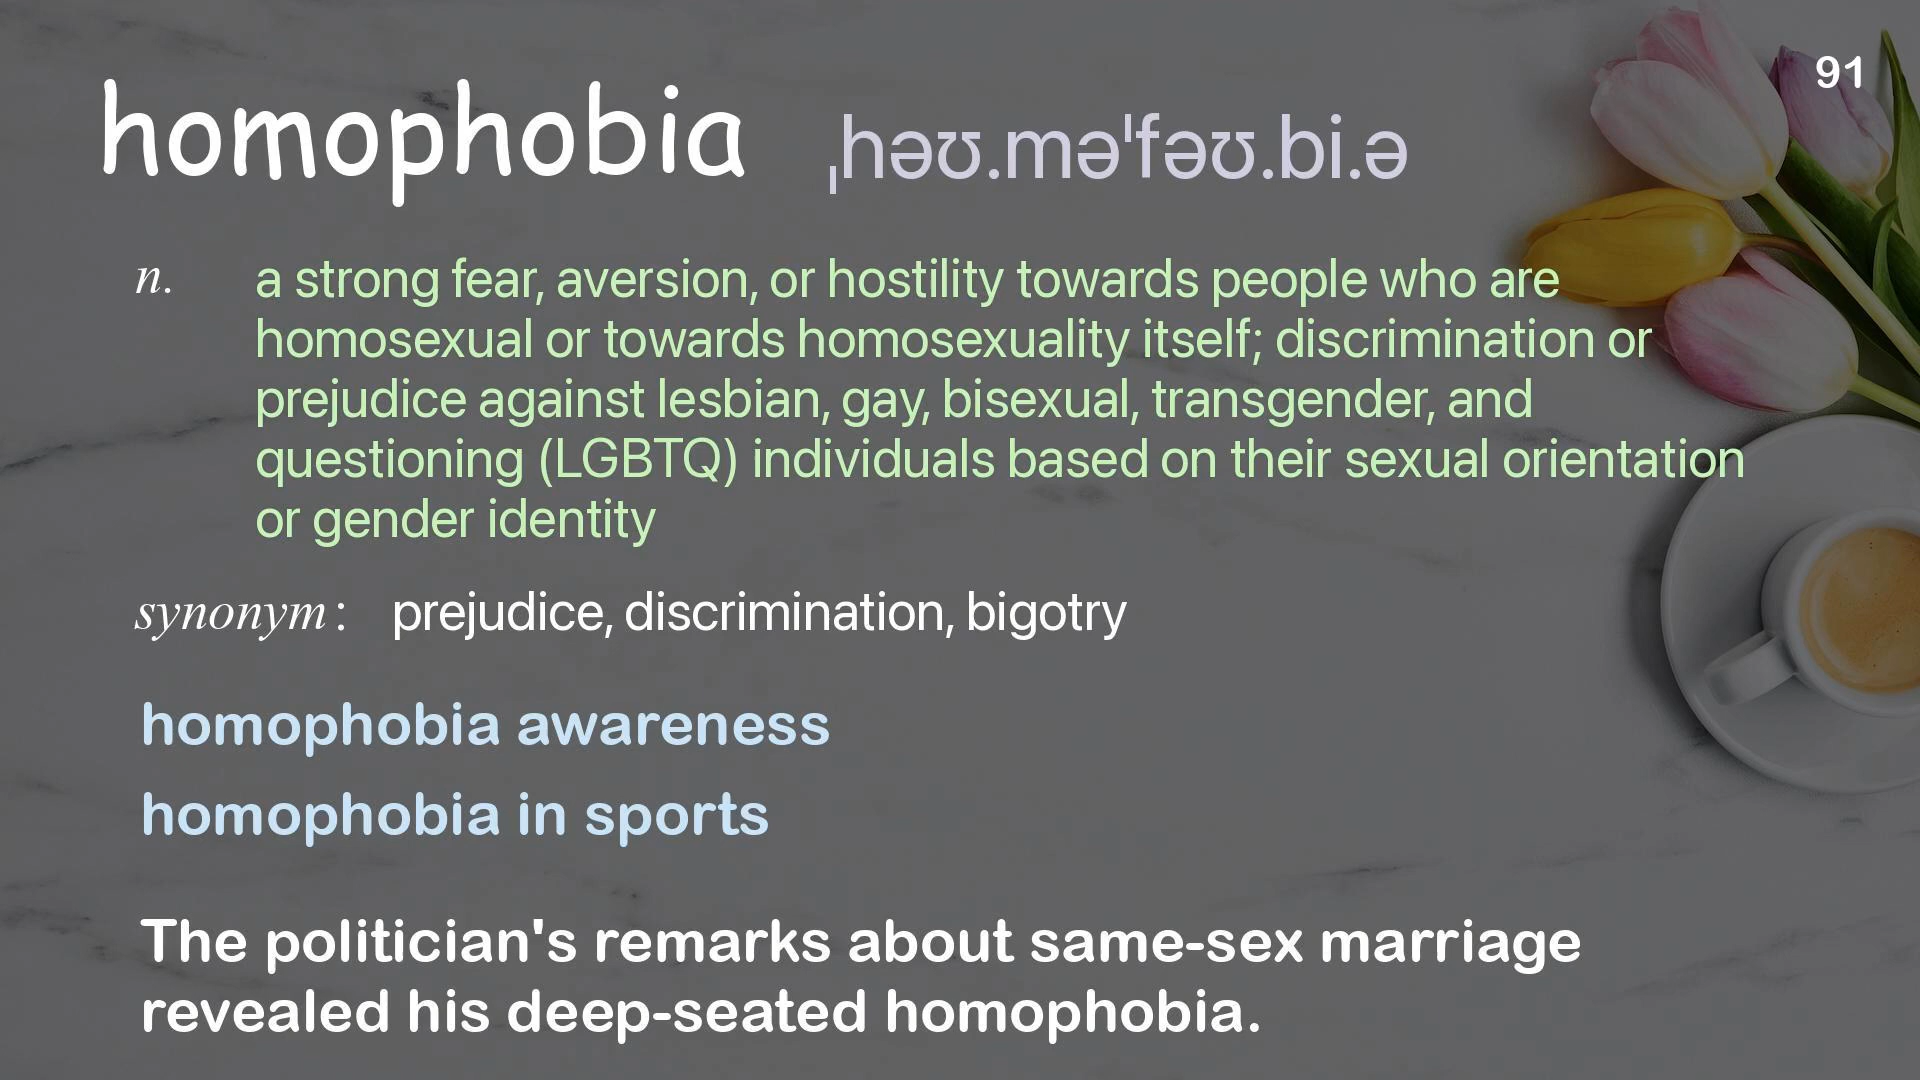 91
homophobia ˌhəʊ.məˈfəʊ.bi.ə
n. a strong fear, aversion, or hostility towards people who are
homosexual or towards homosexuality itself; discrimination or
prejudice against lesbian, gay, bisexual, transgender, and
questioning (LGBTQ) individuals based on their sexual orientation
or gender identity
synonym: prejudice, discrimination, bigotry
homophobia awareness
homophobia in sports
The politician's remarks about same-sex marriage
revealed his deep-seated homophobia.